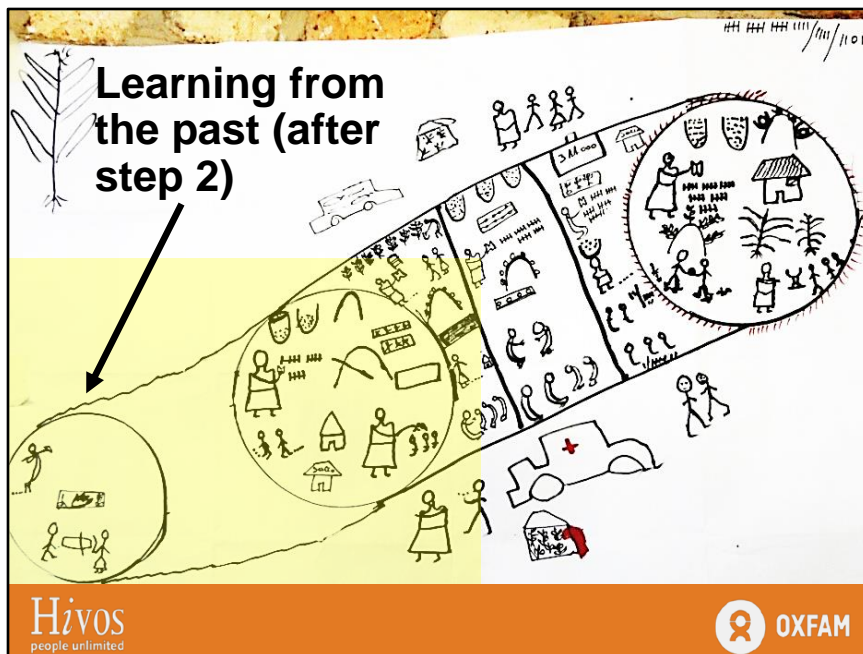 Learning from
the past (after
step 2)
Hivos
people unlimited
OXFAM